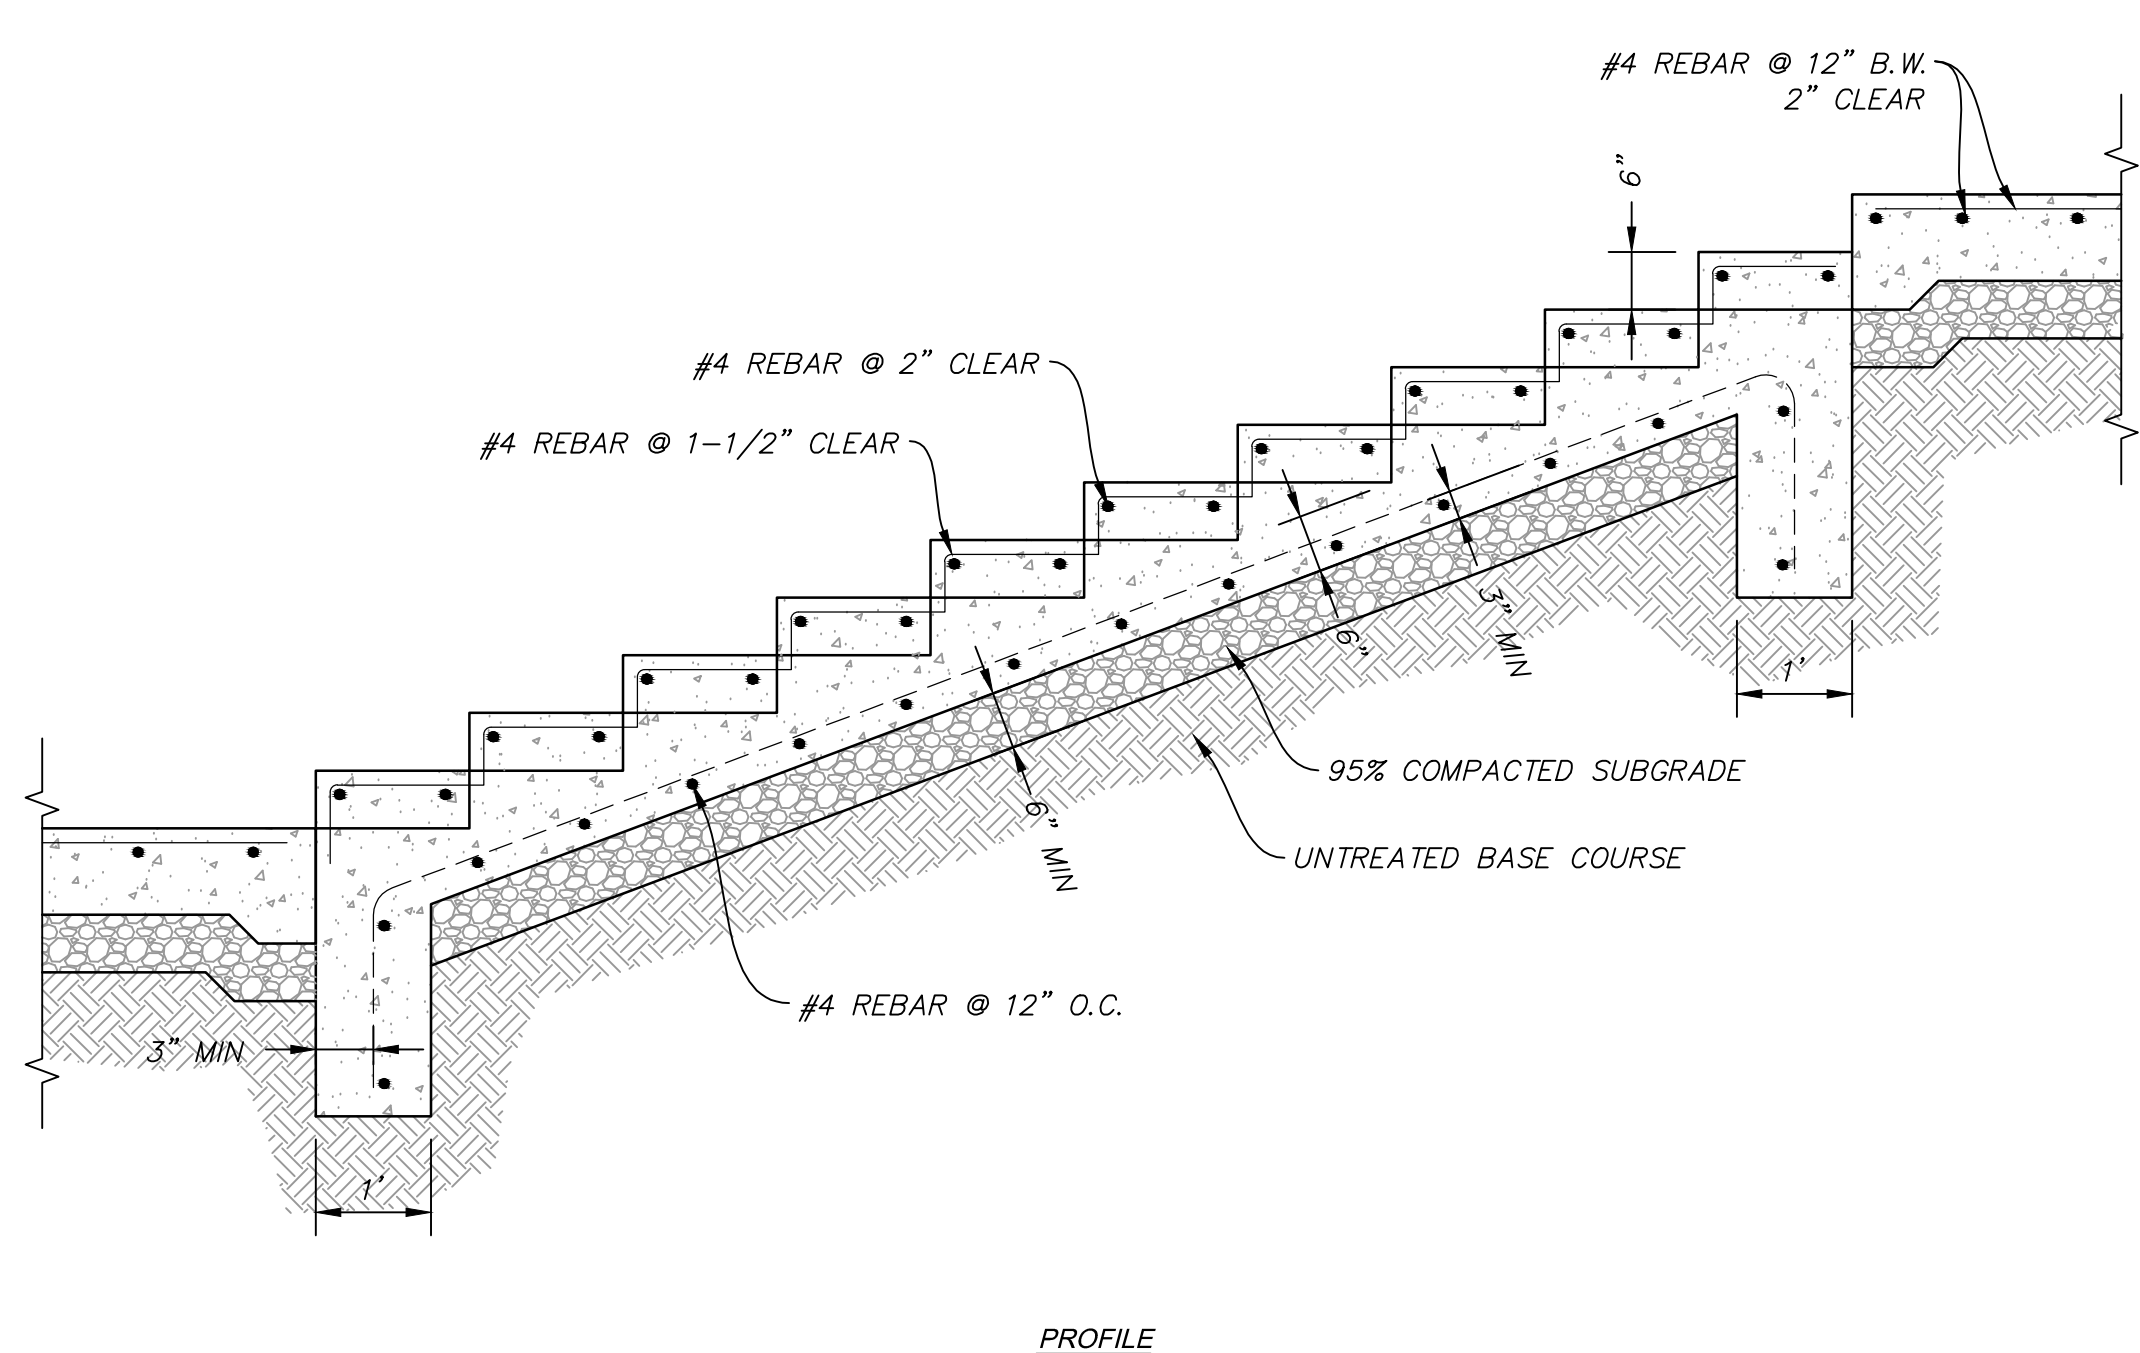 #4 REBAR @ 12" B.W.
2" CLEAR
6"
#4 REBAR @ 2" CLEAR
#4 REBAR @ 1-1/2" CLEAR
3" MIN
6"
1'
95% COMPACTED SUBGRADE
6" MIN
UNTREATED BASE COURSE
#4 REBAR @ 12" O.C.
3" MIN
1'
PROFILE